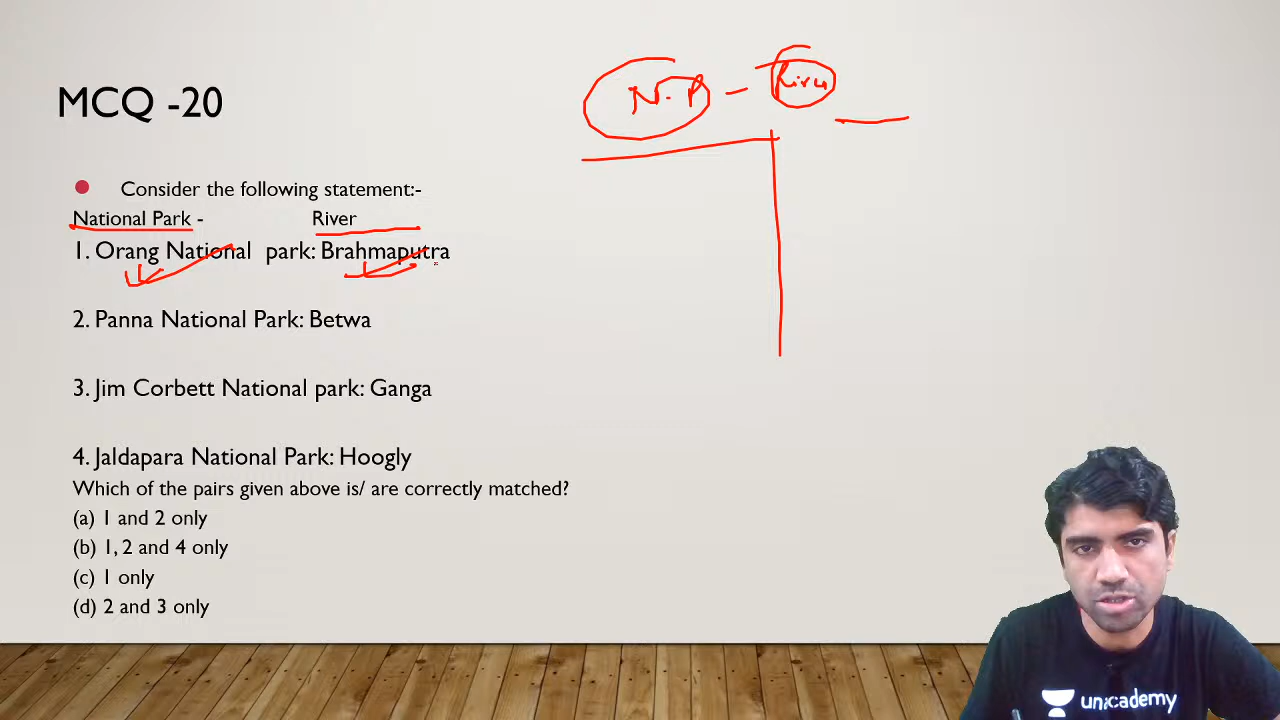 MCQ -20
N.P - River
Consider the following statement:-
National Park - River
1. Orang National park: Brahmaputra
2. Panna National Park: Betwa
3. Jim Corbett National park: Ganga
4. Jaldapara National Park: Hoogly
Which of the pairs given above is/ are correctly matched?
(a) 1 and 2 only
(b) 1, 2 and 4 only
(c) 1 only
(d) 2 and 3 only
unacademy